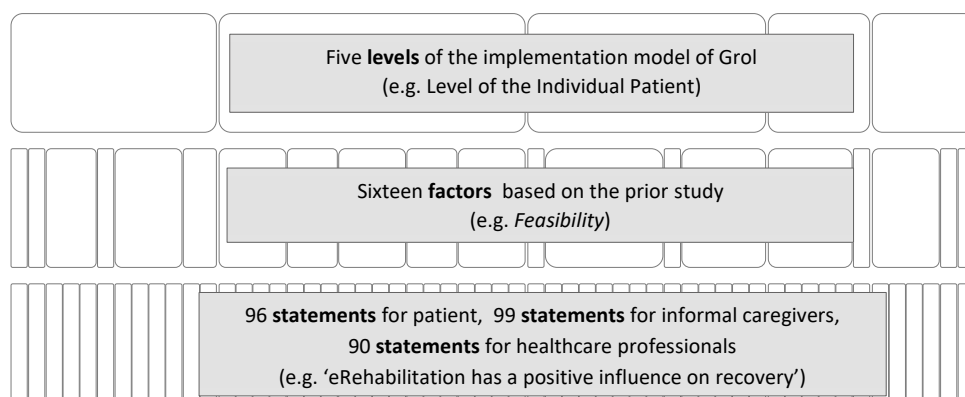 Five levels of the implementation model of Grol
(e.g. Level of the Individual Patient)
Sixteen factors  based on the prior study
(e.g. Feasibility)
96 statements for patient,  99 statements for informal caregivers,
90 statements for healthcare professionals
(e.g. ‘eRehabilitation has a positive influence on recovery’)